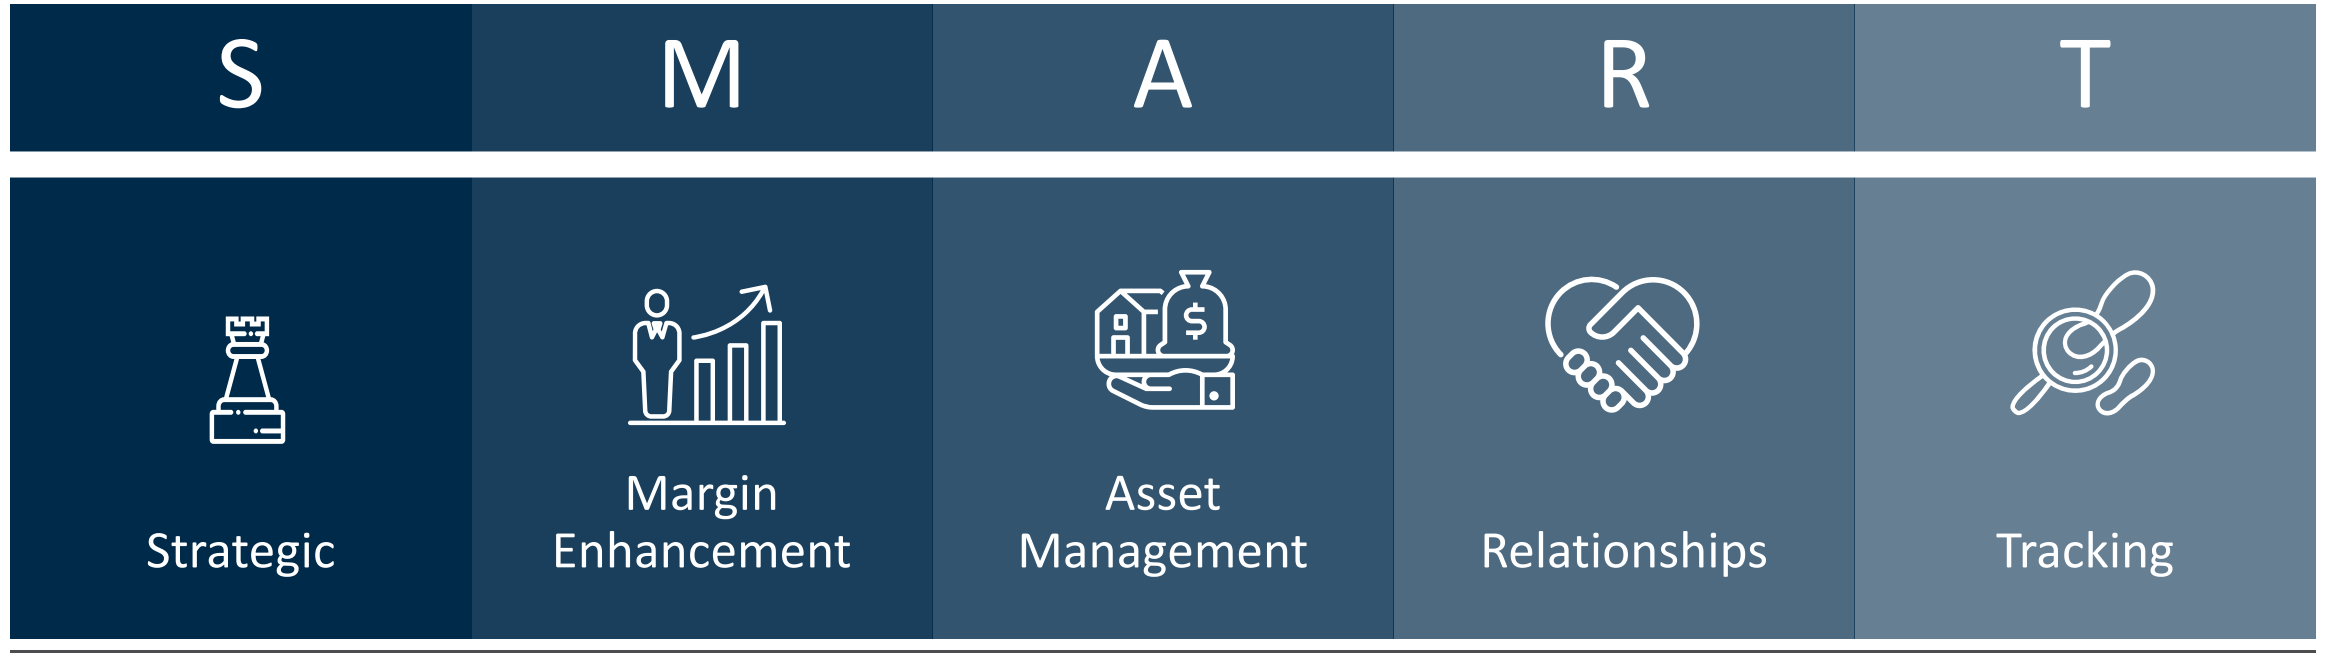 S
M
A
R
T
$
Strategic
Margin
Enhancement
Asset
Management
Relationships
Tracking